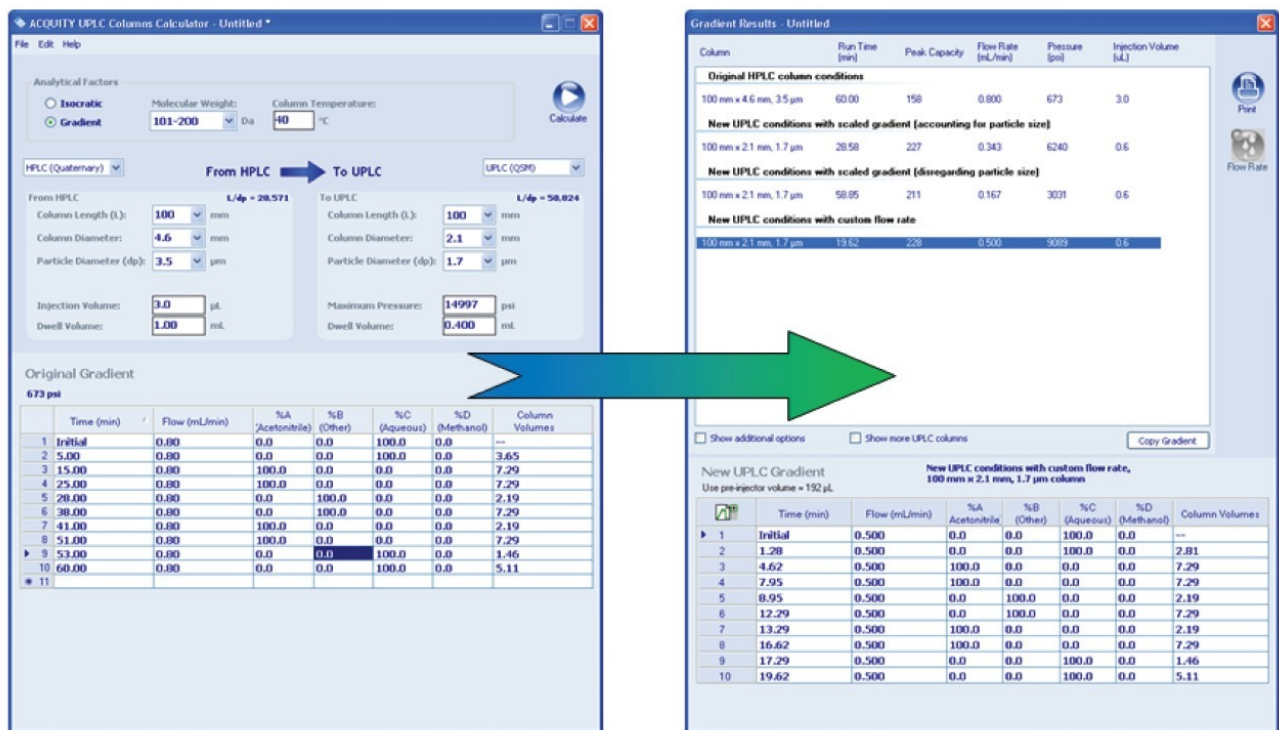 ACQUITY UPLC Columns Calculator - Untitled *
File Edit Help
Analytical Factors
Isocratic Molecular Weight: Column Temperature:
Gradient 101-200 Da 40 °C
Calculate
HPLC (Quaternary) From HPLC To UPLC UPLC (QSM)
From HPLC L/dp = 28,571 To UPLC L/dp = 58,824
Column Length (L): 100 mm Column Length (L): 100 mm
Column Diameter: 4.6 mm Column Diameter: 2.1 mm
Particle Diameter (dp): 3.5 µm Particle Diameter (dp): 1.7 µm
Injection Volume: 3.0 µL Maximum Pressure: 14997 psi
Dwell Volume: 1.00 mL Dwell Volume: 0.400 mL
Original Gradient
673 psi
Time (min) Flow (mL/min) %A (Acetonitrile) %B (Other) %C (Aqueous) %D (Methanol) Column Volumes
1 Initial 0.80 0.0 0.0 100.0 0.0 --
2 5.00 0.80 0.0 0.0 100.0 0.0 3.65
3 15.00 0.80 100.0 0.0 0.0 0.0 7.29
4 25.00 0.80 100.0 0.0 0.0 0.0 7.29
5 28.00 0.80 0.0 100.0 0.0 0.0 2.19
6 38.00 0.80 0.0 100.0 0.0 0.0 7.29
7 41.00 0.80 100.0 0.0 0.0 0.0 2.19
8 51.00 0.80 100.0 0.0 0.0 0.0 7.29
9 53.00 0.80 0.0 0.0 100.0 0.0 1.46
10 60.00 0.80 0.0 0.0 100.0 0.0 5.11
* 11
Gradient Results - Untitled
Column Run Time (min) Peak Capacity Flow Rate (mL/min) Pressure (psi) Injection Volume (uL)
Original HPLC column conditions
100 mm x 4.6 mm, 3.5 µm 60.00 158 0.800 673 3.0
New UPLC conditions with scaled gradient (accounting for particle size)
100 mm x 2.1 mm, 1.7 µm 28.58 227 0.343 6240 0.6
New UPLC conditions with scaled gradient (disregarding particle size)
100 mm x 2.1 mm, 1.7 µm 58.85 211 0.167 3031 0.6
New UPLC conditions with custom flow rate
100 mm x 2.1 mm, 1.7 µm 19.62 228 0.500 9089 0.6
Print
Flow Rate
Show additional options Show more UPLC columns Copy Gradient
New UPLC Gradient
Use pre-injector volume = 192 µL
New UPLC conditions with custom flow rate,
100 mm x 2.1 mm, 1.7 µm column
Time (min) Flow (mL/min) %A Acetonitrile %B (Other) %C (Aqueous) %D (Methanol) Column Volumes
1 Initial 0.500 0.0 0.0 100.0 0.0 --
2 1.28 0.500 0.0 0.0 100.0 0.0 2.81
3 4.62 0.500 100.0 0.0 0.0 0.0 7.29
4 7.95 0.500 100.0 0.0 0.0 0.0 7.29
5 8.95 0.500 0.0 100.0 0.0 0.0 2.19
6 12.29 0.500 0.0 100.0 0.0 0.0 7.29
7 13.29 0.500 100.0 0.0 0.0 0.0 2.19
8 16.62 0.500 100.0 0.0 0.0 0.0 7.29
9 17.29 0.500 0.0 0.0 100.0 0.0 1.46
10 19.62 0.500 0.0 0.0 100.0 0.0 5.11